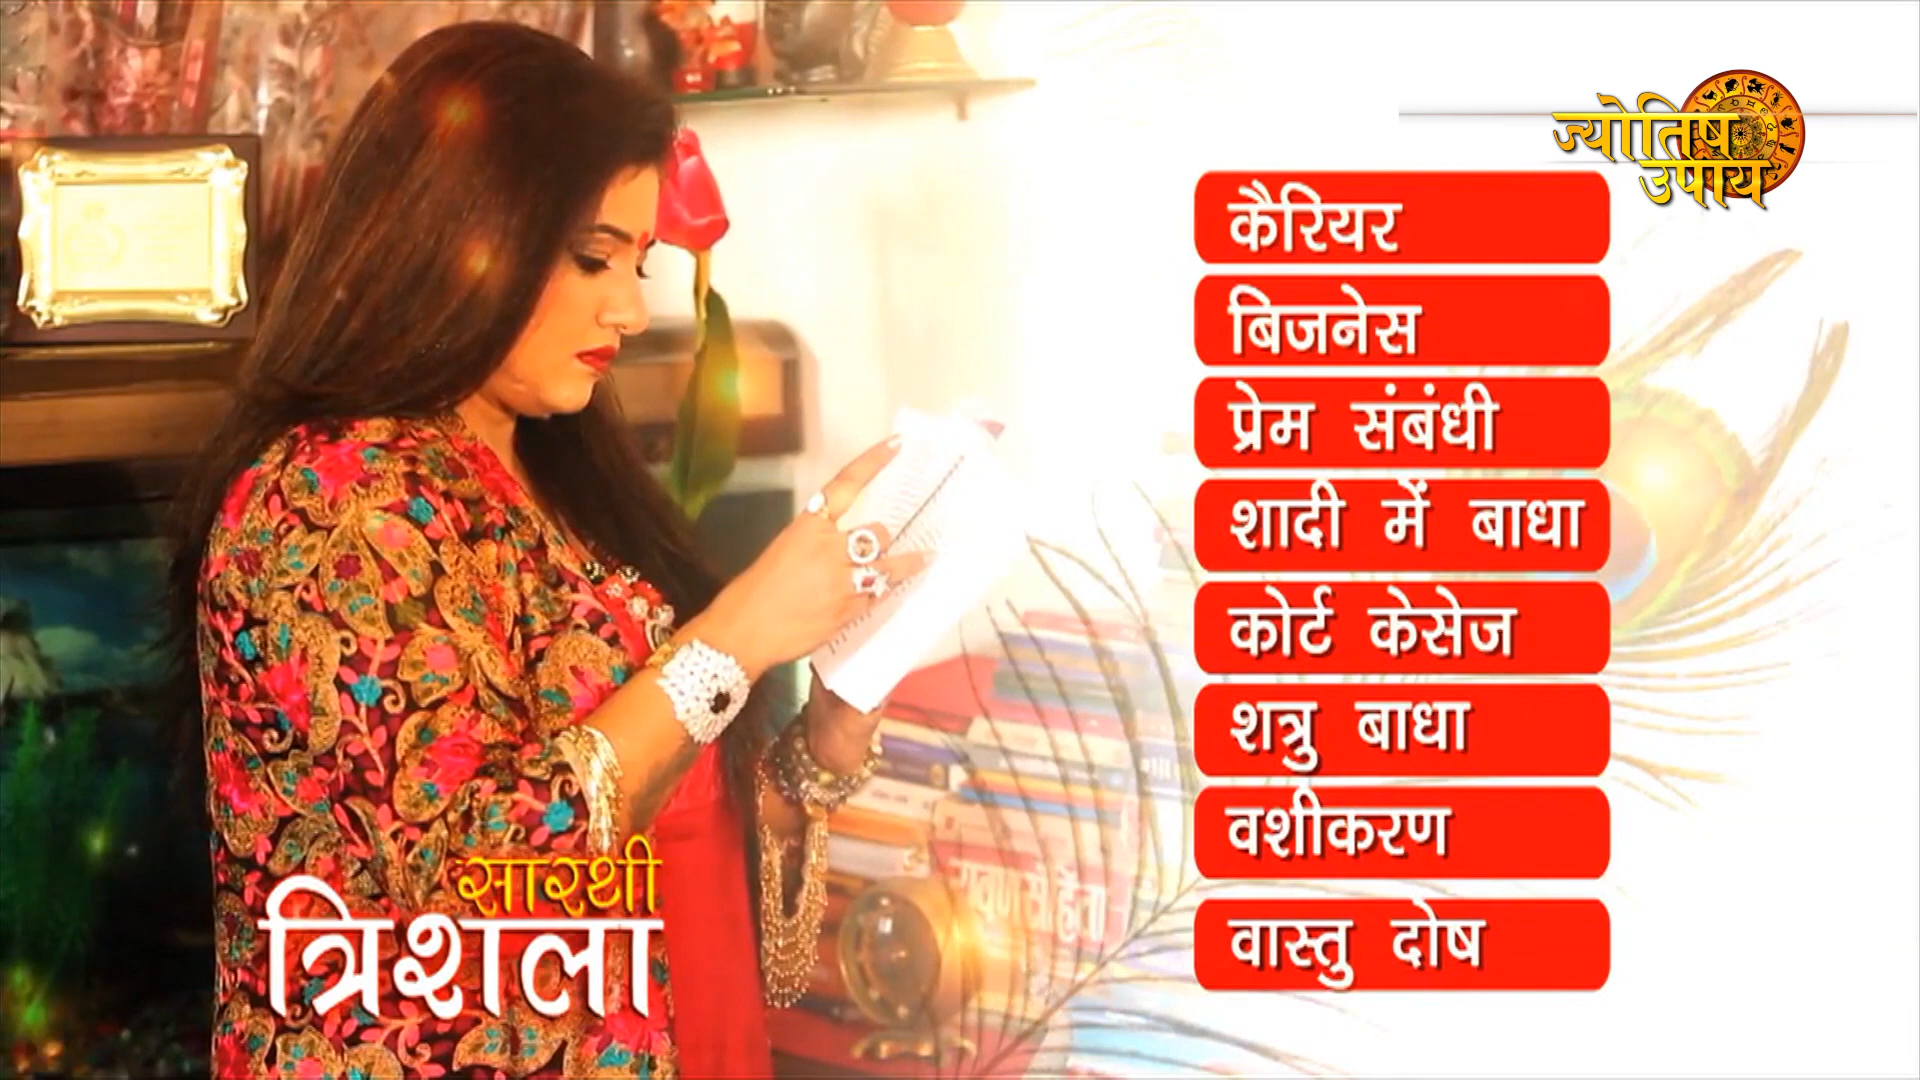 ज्योतिष
उपाय
कैरियर
बिजनेस
प्रेम संबंधी
शादी में बाधा
कोर्ट केसेज
शत्रु बाधा
वशीकरण
वास्तु दोष
सारथी
त्रिशला